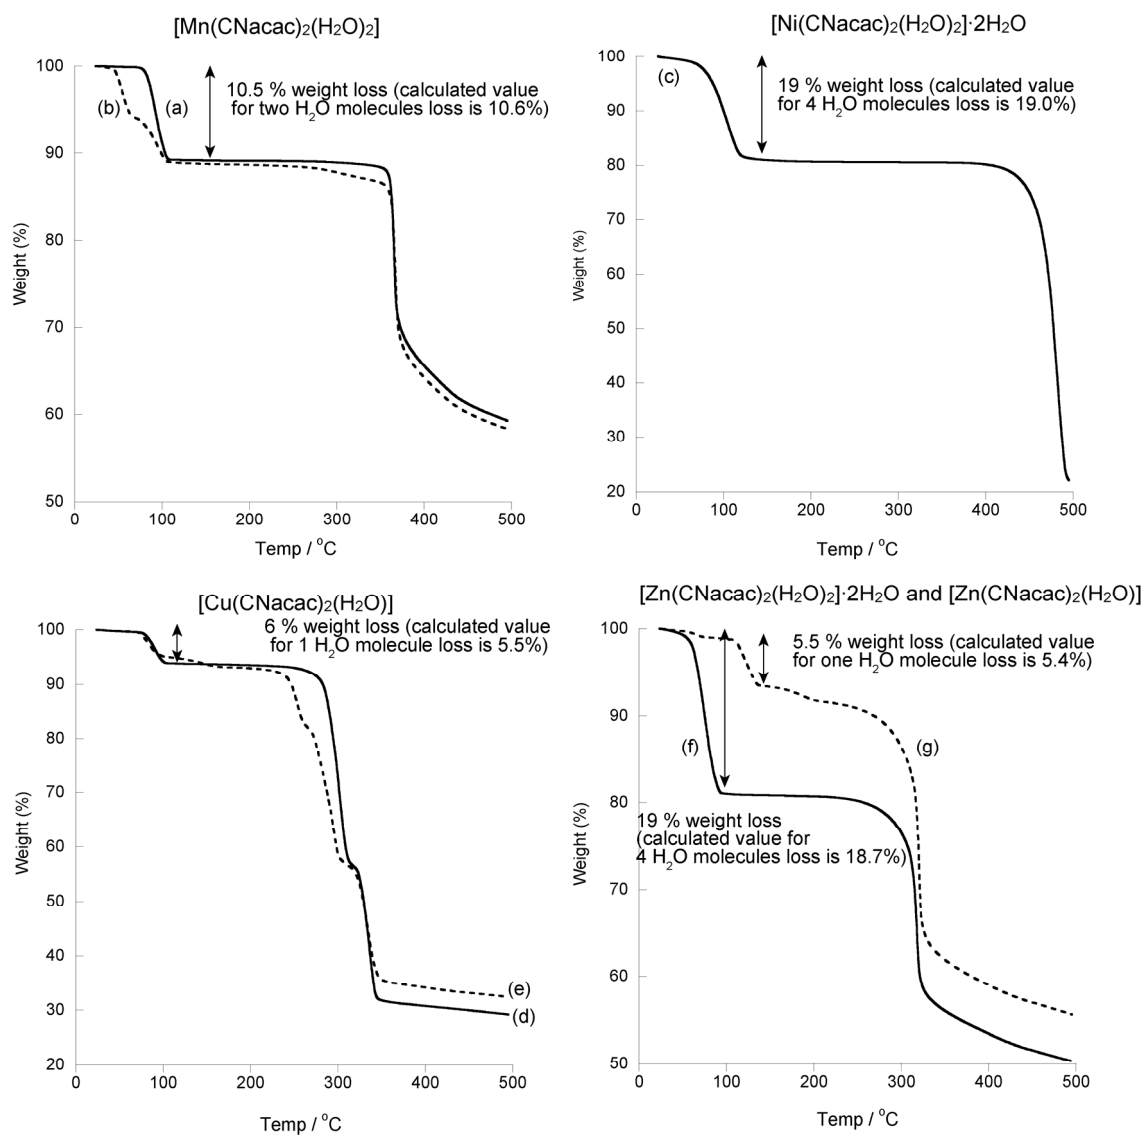 [Mn(CNacac)2(H2O)2]
100
90
80
70
60
50
0
100
200
300
400
500
Weight (%)
Temp / °C
(b)
(a)
10.5 % weight loss (calculated value
for two H2O molecules loss is 10.6%)
[Ni(CNacac)2(H2O)2]·2H2O
100
90
80
70
60
50
40
30
20
0
100
200
300
400
500
Weight (%)
Temp / °C
(c)
19 % weight loss (calculated value
for 4 H2O molecules loss is 19.0%)
[Cu(CNacac)2(H2O)]
6 % weight loss (calculated value
for 1 H2O molecule loss is 5.5%)
100
90
80
70
60
50
40
30
20
0
100
200
300
400
500
Weight (%)
Temp / °C
(e)
(d)
[Zn(CNacac)2(H2O)2]·2H2O and [Zn(CNacac)2(H2O)]
100
90
80
70
60
50
0
100
200
300
400
500
Weight (%)
Temp / °C
5.5 % weight loss (calculated value
for one H2O molecule loss is 5.4%)
(f)
(g)
19 % weight loss
(calculated value for
4 H2O molecules loss is 18.7%)